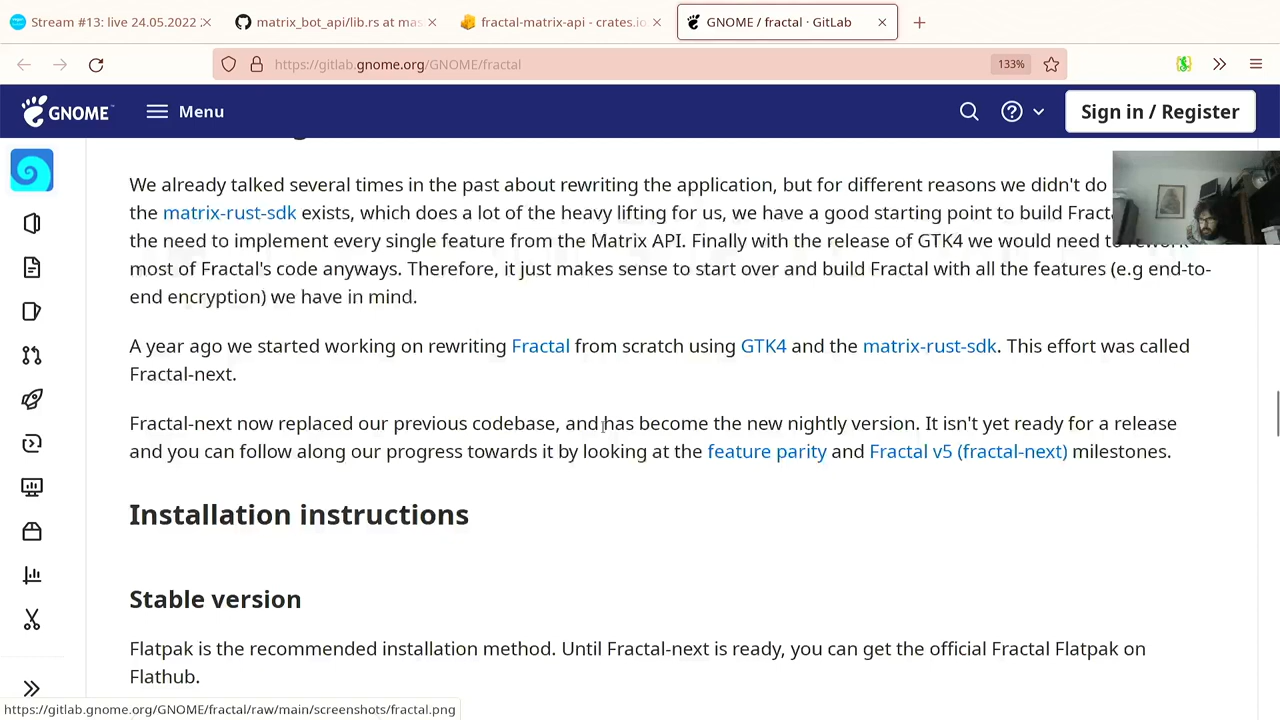 Stream #13: live 24.05.2022
matrix_bot_api/lib.rs at mas
fractal-matrix-api - crates.io
GNOME / fractal · GitLab
https://gitlab.gnome.org/GNOME/fractal
133%
GNOME
Menu
Sign in / Register
We already talked several times in the past about rewriting the application, but for different reasons we didn't do
the matrix-rust-sdk exists, which does a lot of the heavy lifting for us, we have a good starting point to build Fracta
the need to implement every single feature from the Matrix API. Finally with the release of GTK4 we would need to rework
most of Fractal's code anyways. Therefore, it just makes sense to start over and build Fractal with all the features (e.g end-to-
end encryption) we have in mind.
A year ago we started working on rewriting Fractal from scratch using GTK4 and the matrix-rust-sdk. This effort was called
Fractal-next.
Fractal-next now replaced our previous codebase, and has become the new nightly version. It isn't yet ready for a release
and you can follow along our progress towards it by looking at the feature parity and Fractal v5 (fractal-next) milestones.
Installation instructions
Stable version
Flatpak is the recommended installation method. Until Fractal-next is ready, you can get the official Fractal Flatpak on
Flathub.
https://gitlab.gnome.org/GNOME/fractal/raw/main/screenshots/fractal.png